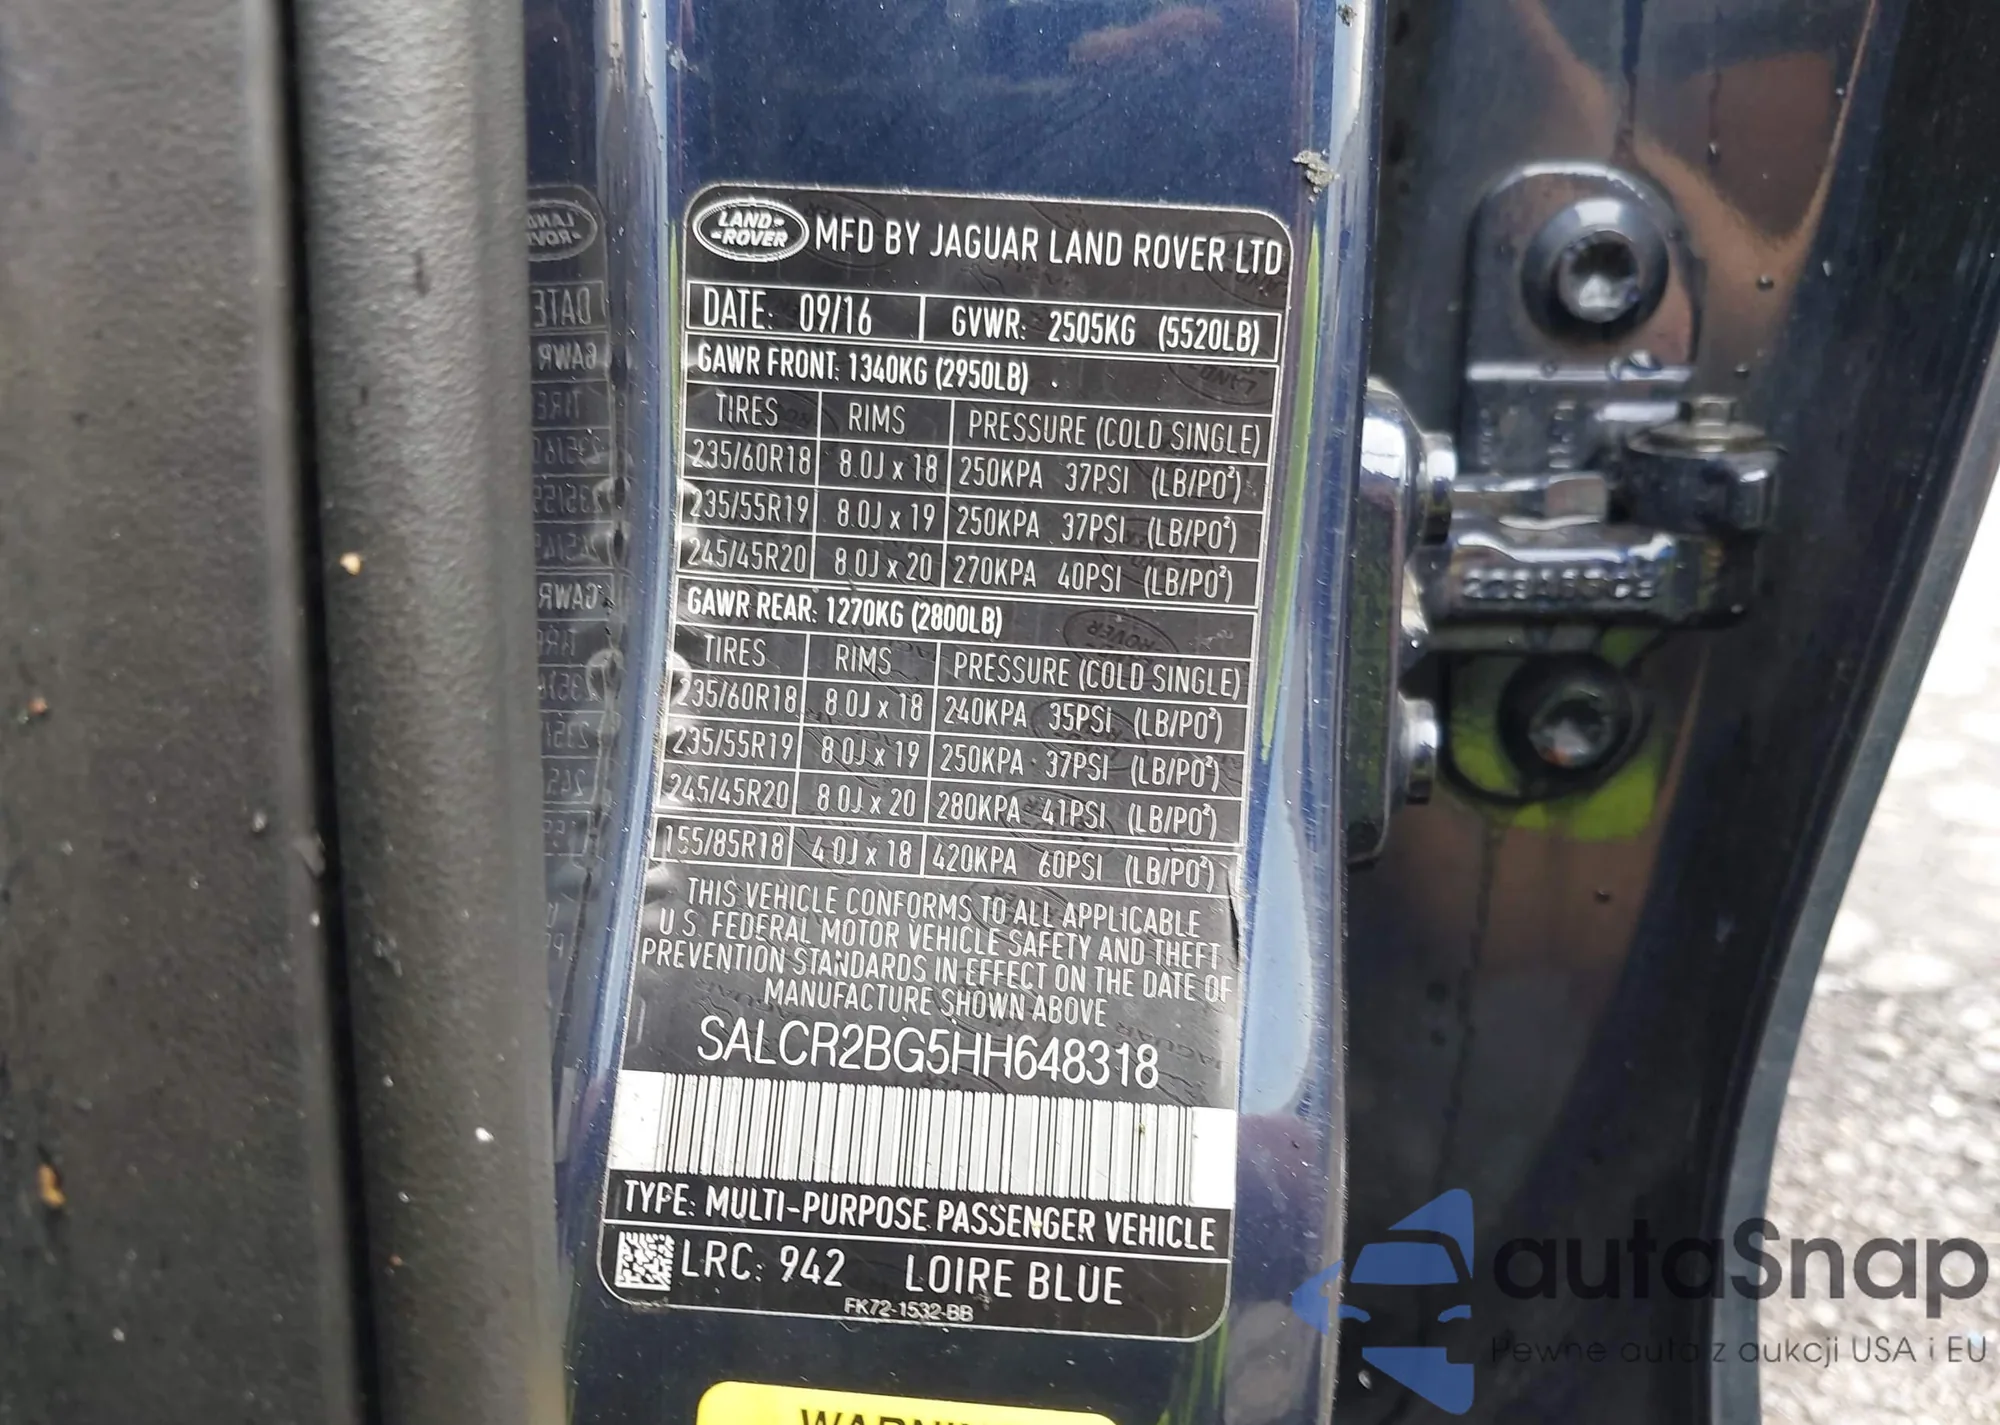 LAND-
-ROVER
MFD BY JAGUAR LAND ROVER LTD
DATE: 09/16 GVWR: 2505KG (5520LB)
GAWR FRONT: 1340KG (2950LB)
TIRES RIMS PRESSURE (COLD SINGLE)
235/60R18 8.0J x 18 250KPA 37PSI (LB/PO²)
235/55R19 8.0J x 19 250KPA 37PSI (LB/PO²)
245/45R20 8.0J x 20 270KPA 40PSI (LB/PO²)
GAWR REAR: 1270KG (2800LB)
TIRES RIMS PRESSURE (COLD SINGLE)
235/60R18 8.0J x 18 240KPA 35PSI (LB/PO²)
235/55R19 8.0J x 19 250KPA 37PSI (LB/PO²)
245/45R20 8.0J x 20 280KPA 41PSI (LB/PO²)
155/85R18 4.0J x 18 420KPA 60PSI (LB/PO²)
THIS VEHICLE CONFORMS TO ALL APPLICABLE
U.S. FEDERAL MOTOR VEHICLE SAFETY AND THEFT
PREVENTION STANDARDS IN EFFECT ON THE DATE OF
MANUFACTURE SHOWN ABOVE
SALCR2BG5HH648318
TYPE: MULTI-PURPOSE PASSENGER VEHICLE
LRC: 942 LOIRE BLUE
FK72-1532-BB
autaSnap
Pewne auta z aukcji USA i EU